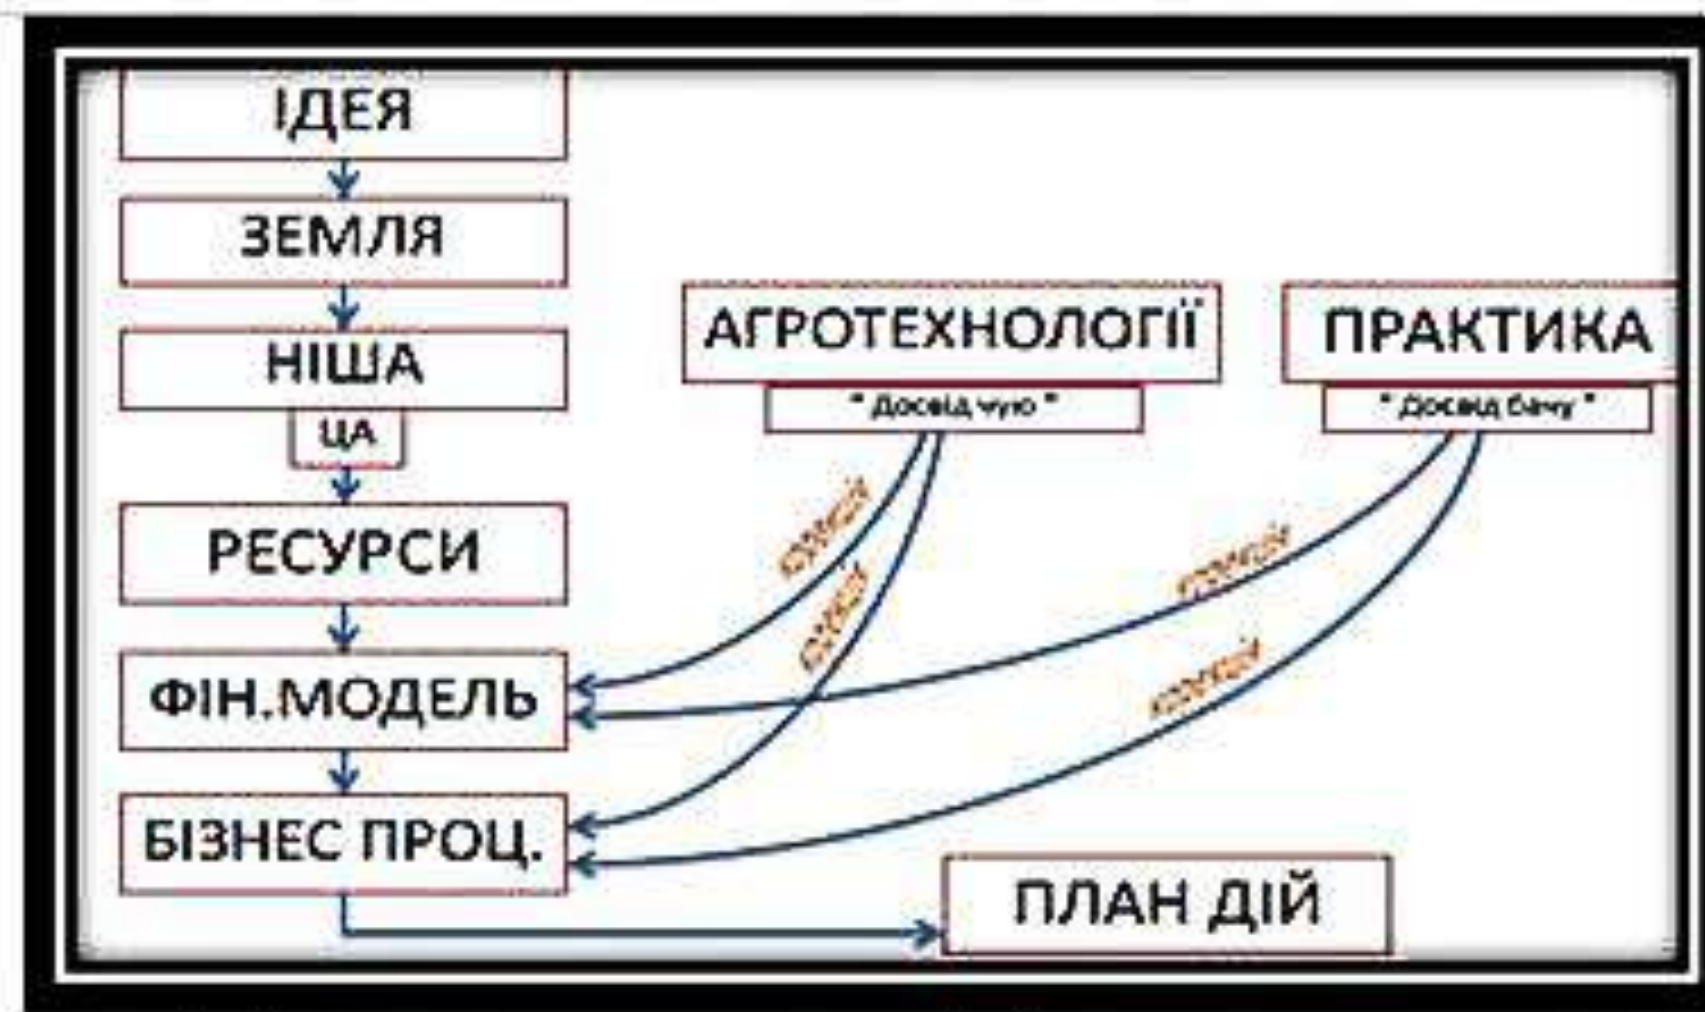 ІДЕЯ
ЗЕМЛЯ
НІША
ЦА
РЕСУРСИ
ФІН.МОДЕЛЬ
БІЗНЕС ПРОЦ.
АГРОТЕХНОЛОГІЇ
" Досвід чую "
ПРАКТИКА
" Досвід бачу "
ПЛАН ДІЙ